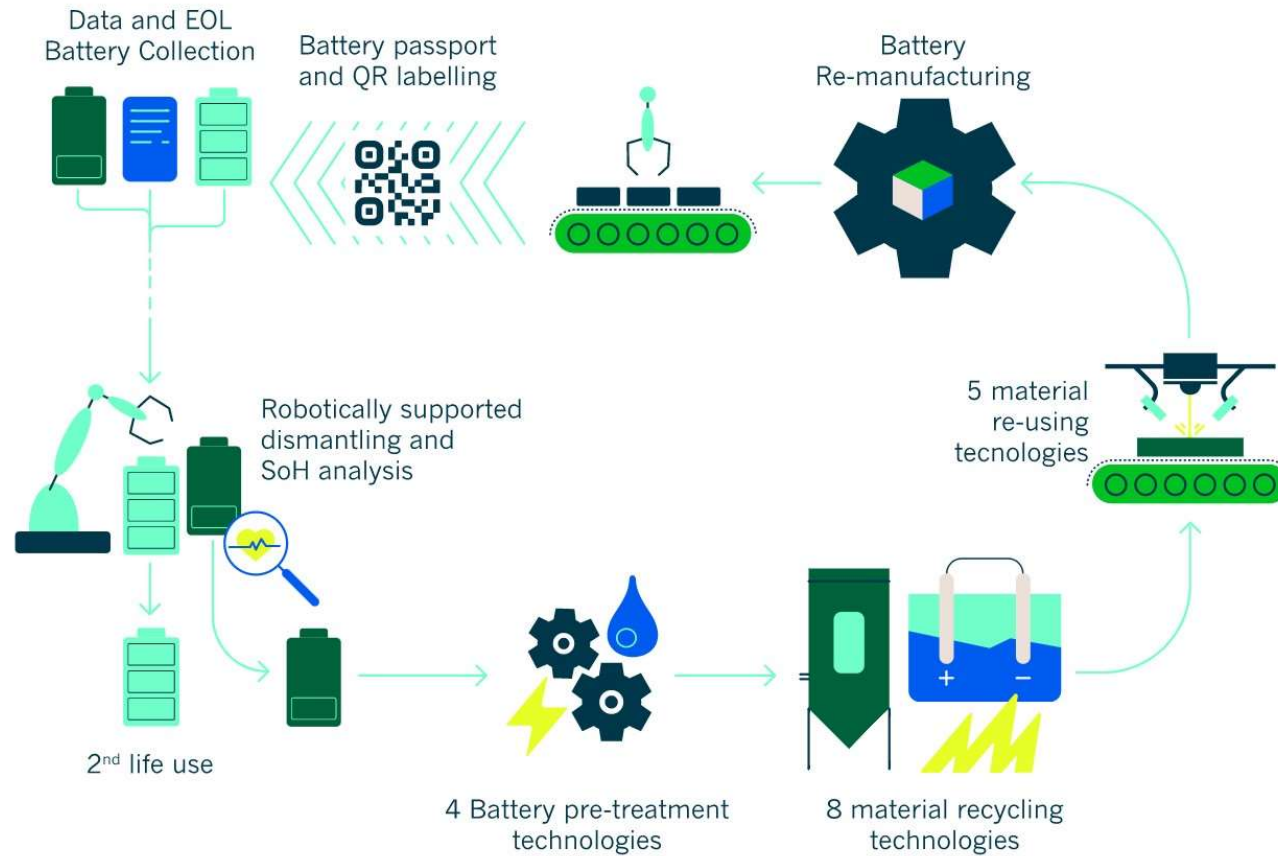 Data and EOL
Battery Collection
Battery passport
and QR labelling
Battery
Re-manufacturing
Robotically supported
dismantling and
SoH analysis
5 material
re-using
tecnologies
2nd life use
4 Battery pre-treatment
technologies
8 material recycling
technologies
+ −